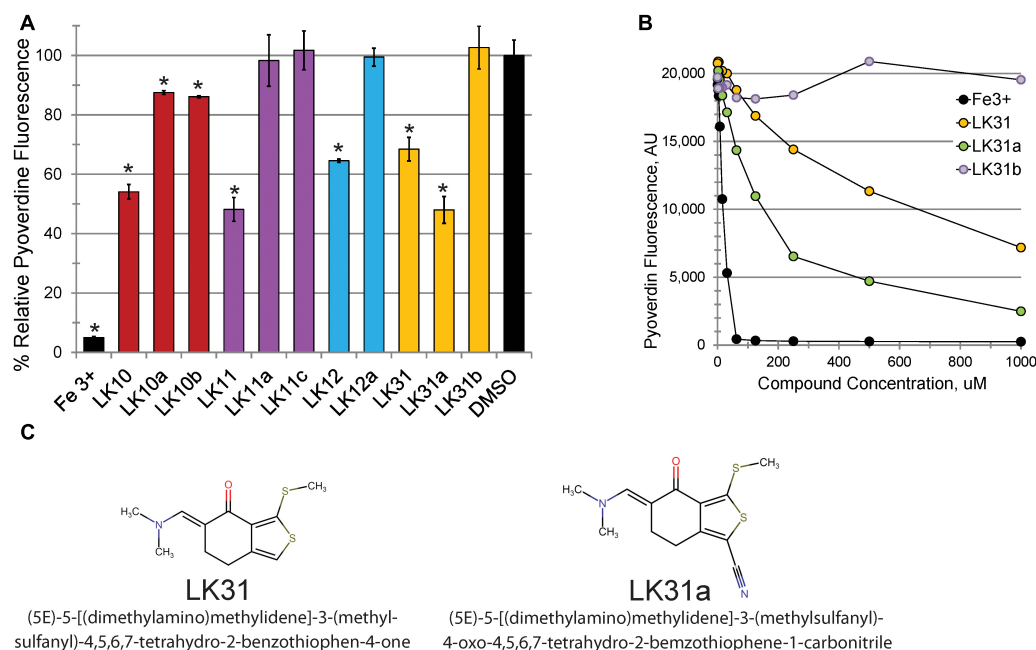 A
% Relative Pyoverdine Fluorescence
100
80
60
40
20
0
*
*
*
*
*
*
*
*
Fe 3+
LK10
LK10a
LK10b
LK11
LK11a
LK11c
LK12
LK12a
LK31
LK31a
LK31b
DMSO
B
Pyoverdin Fluorescence, AU
20,000
15,000
10,000
5,000
0
0
200
400
600
800
1000
Compound Concentration, uM
Fe3+
LK31
LK31a
LK31b
C
O
S
CH₃
H₃C
N
CH₃
S
LK31
(5E)-5-[(dimethylamino)methylidene]-3-(methyl-
sulfanyl)-4,5,6,7-tetrahydro-2-benzothiophen-4-one
O
S
CH₃
H₃C
N
CH₃
S
N
LK31a
(5E)-5-[(dimethylamino)methylidene]-3-(methylsulfanyl)-
4-oxo-4,5,6,7-tetrahydro-2-bemzothiophene-1-carbonitrile